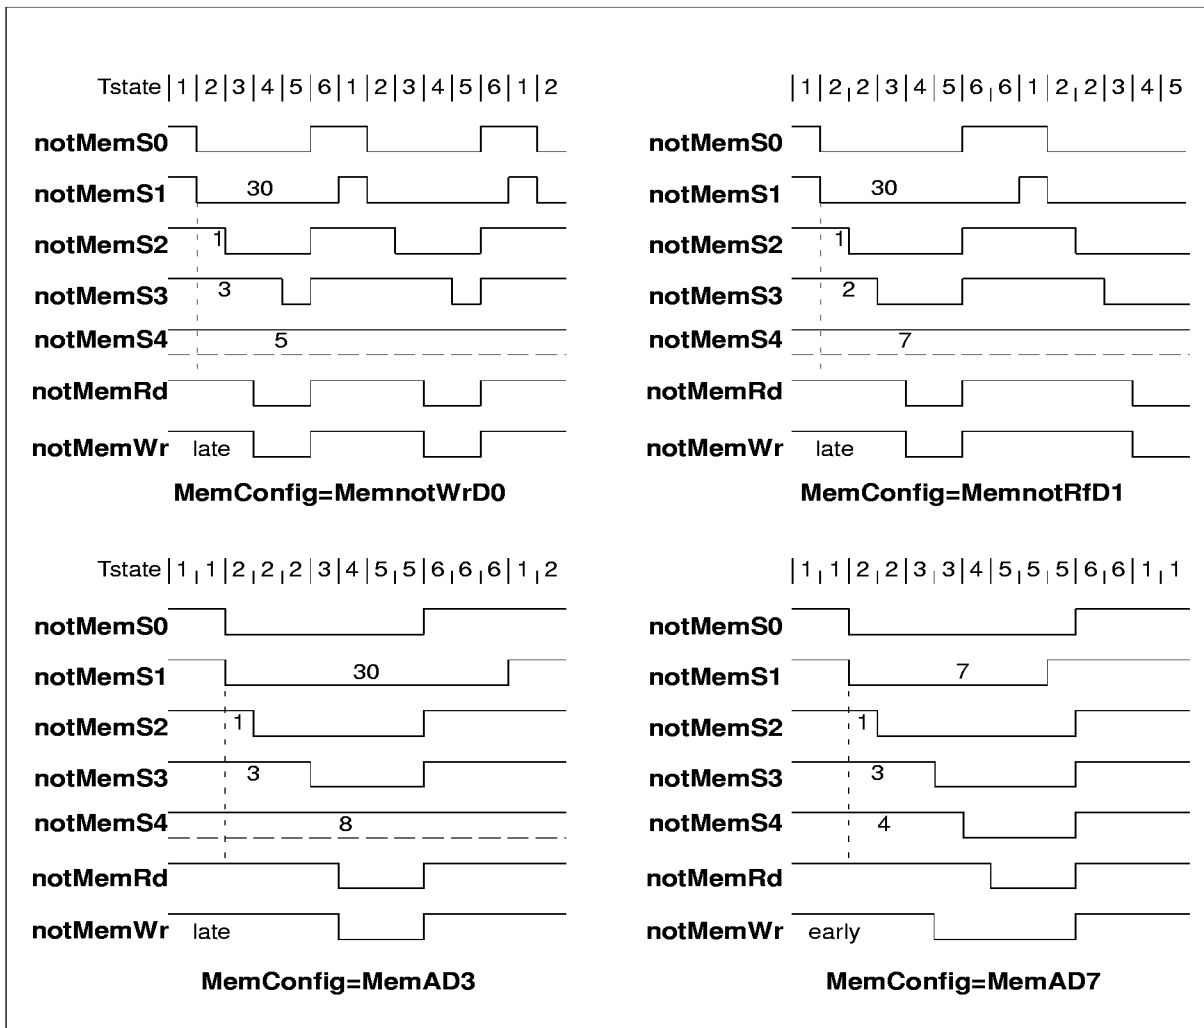 Tstate |1|2|3|4|5|6|1|2|3|4|5|6|1|2
notMemS0
notMemS1 30
notMemS2 1
notMemS3 3
notMemS4 5
notMemRd
notMemWr late
MemConfig=MemnotWrD0
|1|2|2|3|4|5|6|6|1|2|2|3|4|5
notMemS0
notMemS1 30
notMemS2 1
notMemS3 2
notMemS4 7
notMemRd
notMemWr late
MemConfig=MemnotRfD1
Tstate |1|1|2|2|2|3|4|5|5|6|6|6|1|2
notMemS0
notMemS1 30
notMemS2 1
notMemS3 3
notMemS4 8
notMemRd
notMemWr late
MemConfig=MemAD3
|1|1|2|2|3|3|4|5|5|5|6|6|1|1
notMemS0
notMemS1 7
notMemS2 1
notMemS3 3
notMemS4 4
notMemRd
notMemWr early
MemConfig=MemAD7